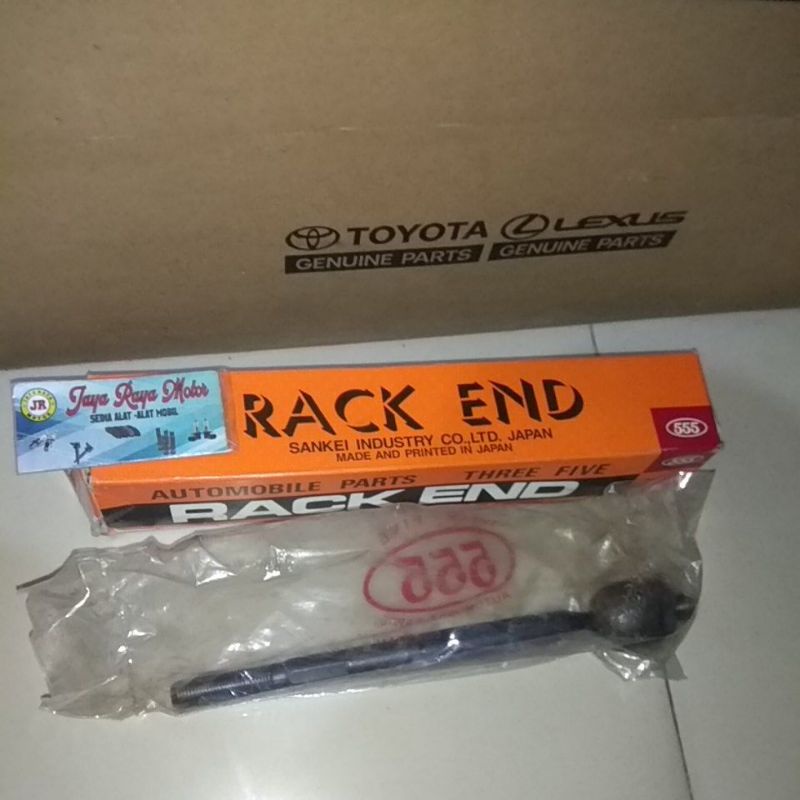 TOYOTA
GENUINE PARTS
LEXUS
GENUINE PARTS
JR
Jaya Raya Motor
SEDIA ALAT -ALAT MOBIL
RACK END
SANKEI INDUSTRY CO.,LTD. JAPAN
MADE AND PRINTED IN JAPAN
555
555
AUTOMOBILE PARTS THREE FIVE
RACK END
555